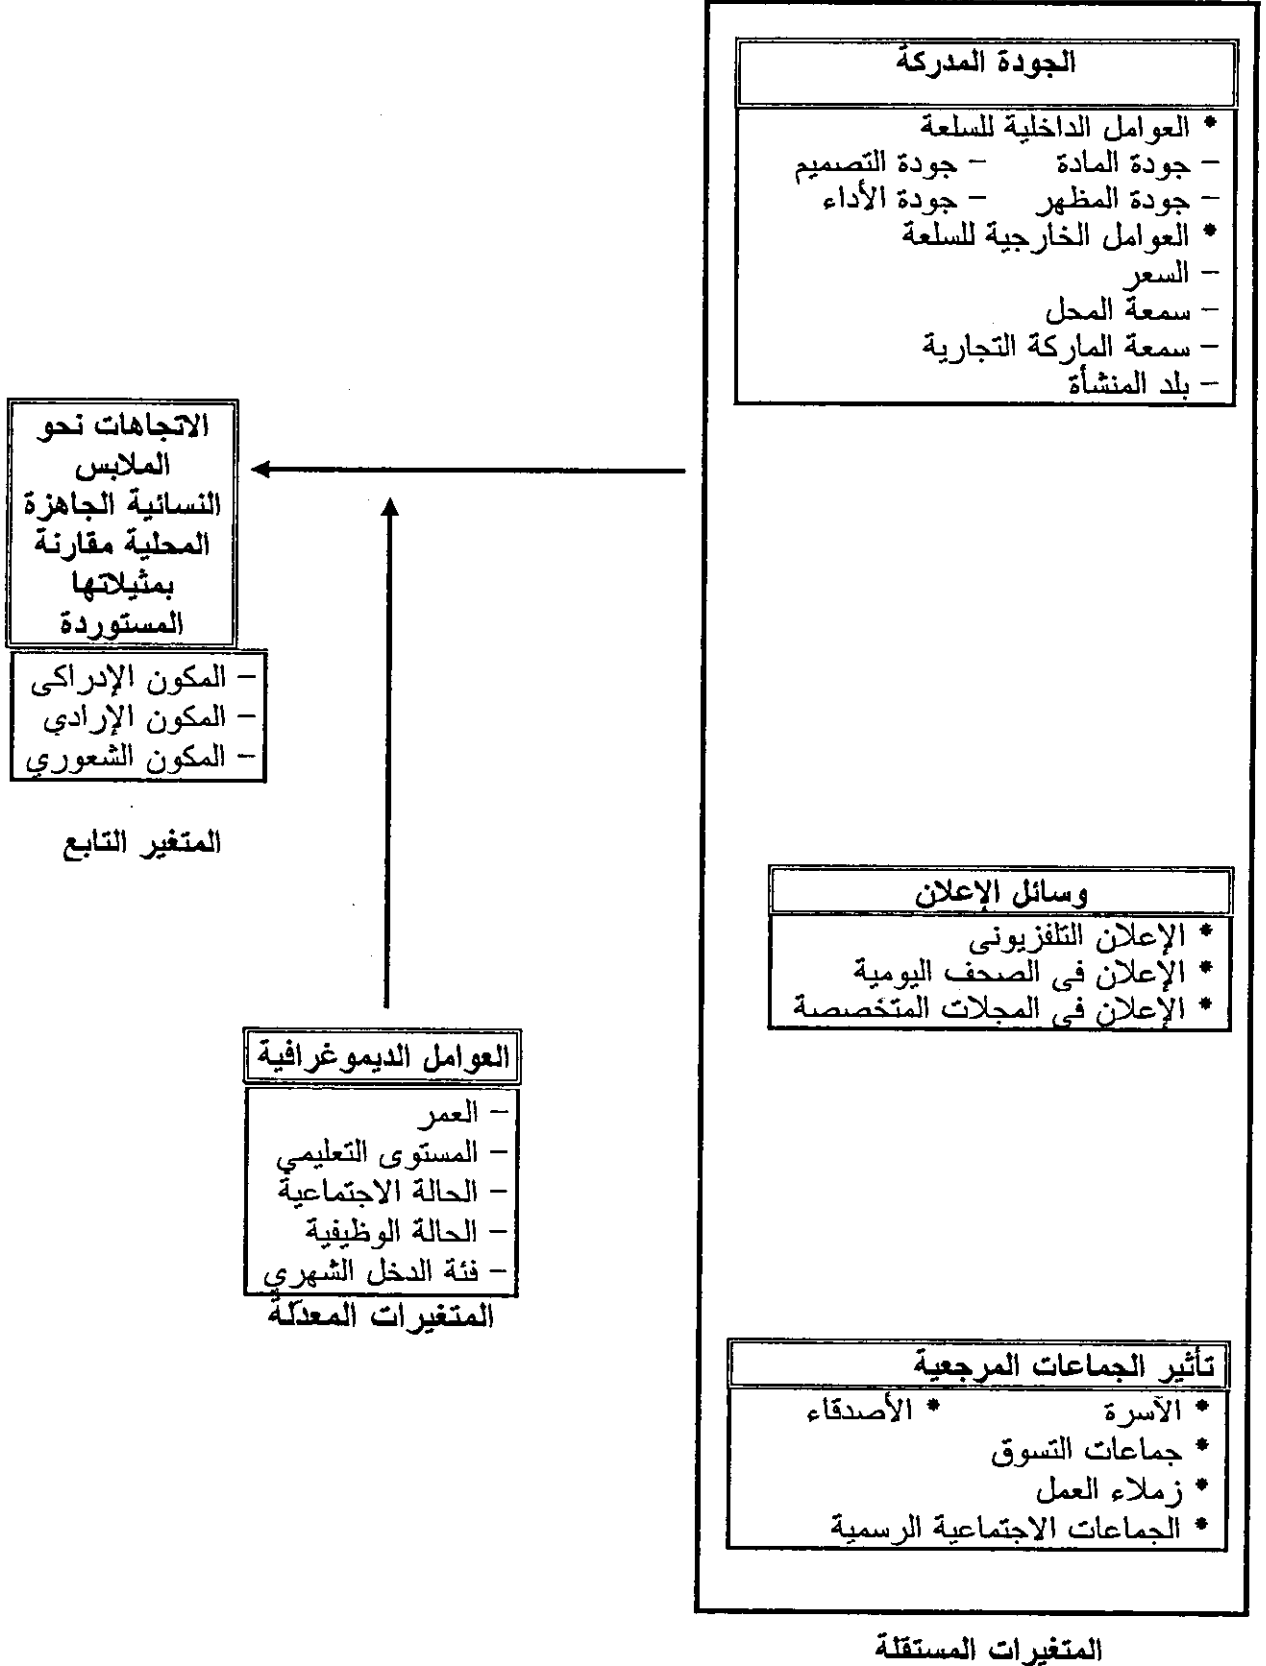 الجودة المدركة
* العوامل الداخلية للسلعة
– جودة المادة – جودة التصميم
– جودة المظهر – جودة الأداء
* العوامل الخارجية للسلعة
– السعر
– سمعة المحل
– سمعة الماركة التجارية
– بلد المنشأة
الاتجاهات نحو
الملابس
النسائية الجاهزة
المحلية مقارنة
بمثيلاتها
المستوردة
– المكون الإدراكى
– المكون الإرادي
– المكون الشعوري
المتغير التابع
وسائل الإعلان
* الإعلان التلفزيونى
* الإعلان فى الصحف اليومية
* الإعلان فى المجلات المتخصصة
العوامل الديموغرافية
– العمر
– المستوى التعليمي
– الحالة الاجتماعية
– الحالة الوظيفية
– فئة الدخل الشهري
المتغيرات المعدلة
تأثير الجماعات المرجعية
* الآسرة * الأصدقاء
* جماعات التسوق
* زملاء العمل
* الجماعات الاجتماعية الرسمية
المتغيرات المستقلة